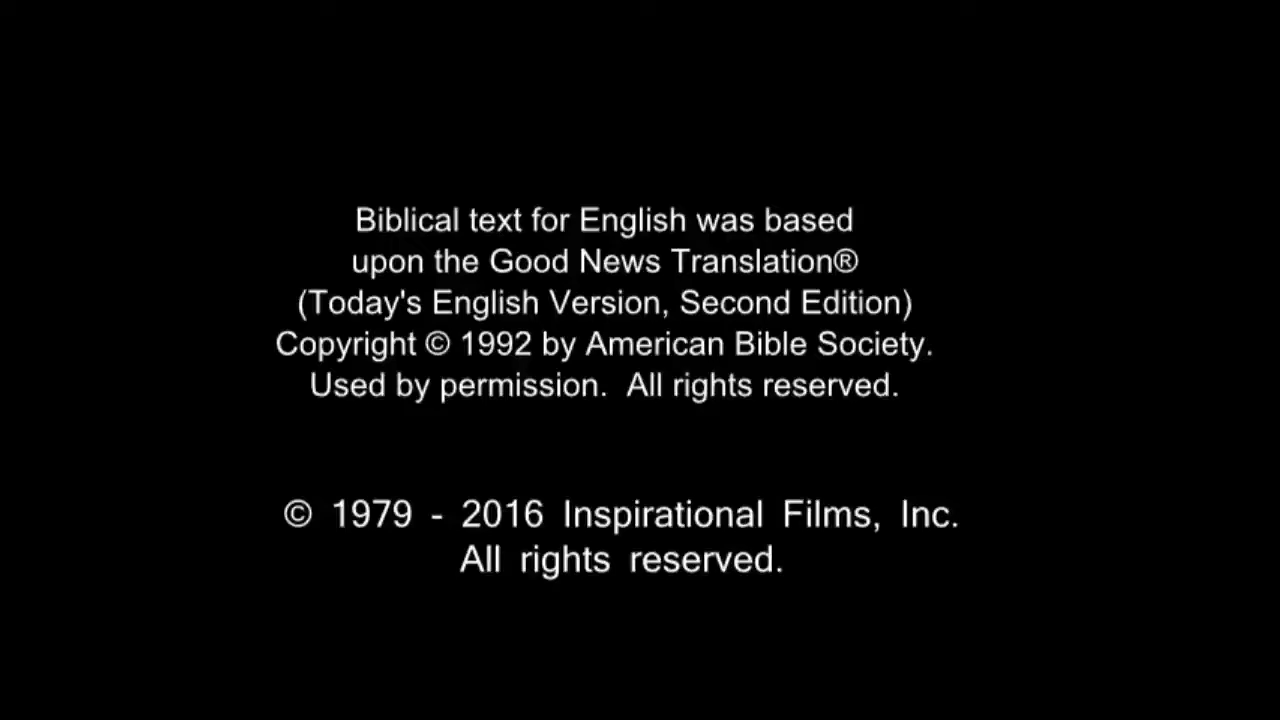 Biblical text for English was based
upon the Good News Translation®
(Today's English Version, Second Edition)
Copyright © 1992 by American Bible Society.
Used by permission.  All rights reserved.
© 1979 - 2016 Inspirational Films, Inc.
All rights reserved.